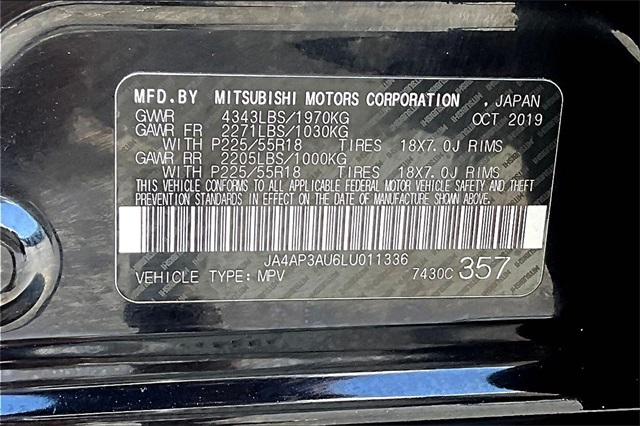 MFD.BY MITSUBISHI MOTORS CORPORATION , JAPAN
GVWR 4343LBS/1970KG OCT 2019
GAWR FR 2271LBS/1030KG
WITH P225/55R18 TIRES 18X7.0J RIMS
GAWR RR 2205LBS/1000KG
WITH P225/55R18 TIRES 18X7.0J RIMS
THIS VEHICLE CONFORMS TO ALL APPLICABLE FEDERAL MOTOR VEHICLE SAFETY AND THEFT
PREVENTION STANDARDS IN EFFECT ON THE DATE OF MANUFACTURE SHOWN ABOVE.
JA4AP3AU6LU011336
VEHICLE TYPE: MPV 7430C 357